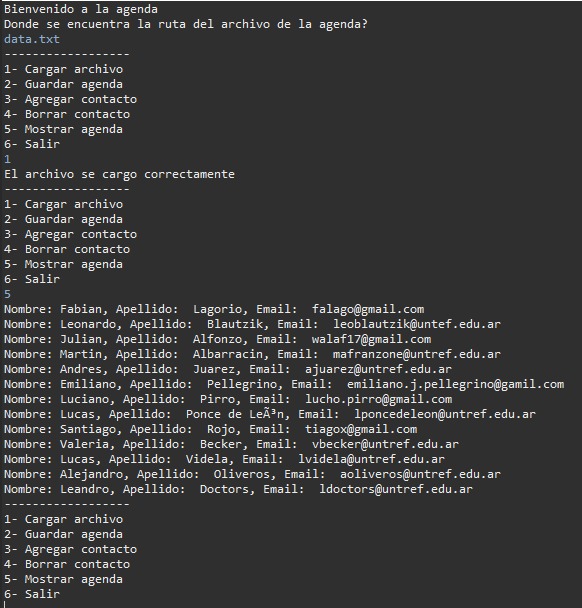 Bienvenido a la agenda
Donde se encuentra la ruta del archivo de la agenda?
data.txt
------------------
1- Cargar archivo
2- Guardar agenda
3- Agregar contacto
4- Borrar contacto
5- Mostrar agenda
6- Salir
1
El archivo se cargo correctamente
------------------
1- Cargar archivo
2- Guardar agenda
3- Agregar contacto
4- Borrar contacto
5- Mostrar agenda
6- Salir
5
Nombre: Fabian, Apellido:  Lagorio, Email:  falago@gmail.com
Nombre: Leonardo, Apellido:  Blautzik, Email:  leoblautzik@untef.edu.ar
Nombre: Julian, Apellido:  Alfonzo, Email:  walaf17@gmail.com
Nombre: Martin, Apellido:  Albarracin, Email:  mafranzone@untref.edu.ar
Nombre: Andres, Apellido:  Juarez, Email:  ajuarez@untref.edu.ar
Nombre: Emiliano, Apellido:  Pellegrino, Email:  emiliano.j.pellegrino@gamil.com
Nombre: Luciano, Apellido:  Pirro, Email:  lucho.pirro@gmail.com
Nombre: Lucas, Apellido:  Ponce de LeÃ³n, Email:  lponcedeleon@untref.edu.ar
Nombre: Santiago, Apellido:  Rojo, Email:  tiagox@gmail.com
Nombre: Valeria, Apellido:  Becker, Email:  vbecker@untref.edu.ar
Nombre: Lucas, Apellido:  Videla, Email:  lvidela@untref.edu.ar
Nombre: Alejandro, Apellido:  Oliveros, Email:  aoliveros@untref.edu.ar
Nombre: Leandro, Apellido:  Doctors, Email:  ldoctors@untref.edu.ar
------------------
1- Cargar archivo
2- Guardar agenda
3- Agregar contacto
4- Borrar contacto
5- Mostrar agenda
6- Salir